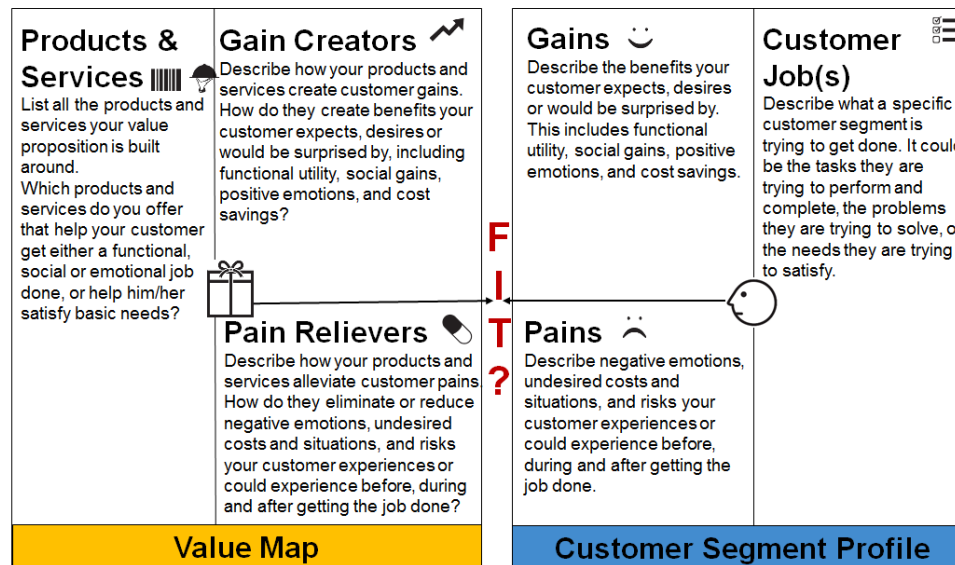 Products &
Services
List all the products and
services your value
proposition is built
around.
Which products and
services do you offer
that help your customer
get either a functional,
social or emotional job
done, or help him/her
satisfy basic needs?
Gain Creators
Describe how your products and
services create customer gains.
How do they create benefits your
customer expects, desires or
would be surprised by, including
functional utility, social gains,
positive emotions, and cost
savings?
Pain Relievers
Describe how your products and
services alleviate customer pains.
How do they eliminate or reduce
negative emotions, undesired
costs and situations, and risks
your customer experiences or
could experience before, during
and after getting the job done?
Value Map
F
I
T
?
Gains
Describe the benefits your
customer expects, desires
or would be surprised by.
This includes functional
utility, social gains, positive
emotions, and cost savings.
Pains
Describe negative emotions,
undesired costs and
situations, and risks your
customer experiences or
could experience before,
during and after getting the
job done.
Customer
Job(s)
Describe what a specific
customer segment is
trying to get done. It could
be the tasks they are
trying to perform and
complete, the problems
they are trying to solve,
the needs they are trying
to satisfy.
Customer Segment Profile